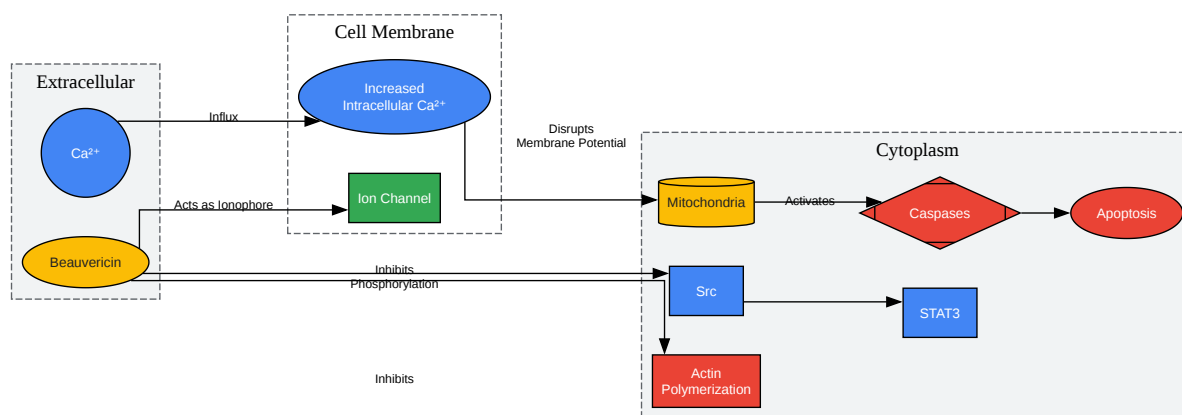 Cell Membrane
Extracellular
Increased
Intracellular Ca²⁺
Influx
Ca²⁺
Disrupts
Membrane Potential
Cytoplasm
Ion Channel
Acts as Ionophore
Mitochondria
Activates
Caspases
Apoptosis
Beauvericin
Inhibits
Phosphorylation
Src
STAT3
Actin
Polymerization
Inhibits